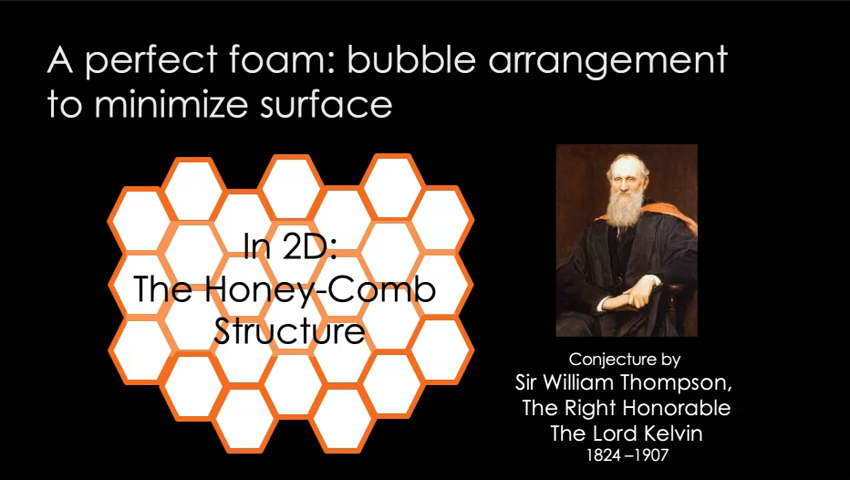 A perfect foam: bubble arrangement
to minimize surface
In 2D:
The Honey-Comb
Structure
Conjecture by
Sir William Thompson,
The Right Honorable
The Lord Kelvin
1824 –1907